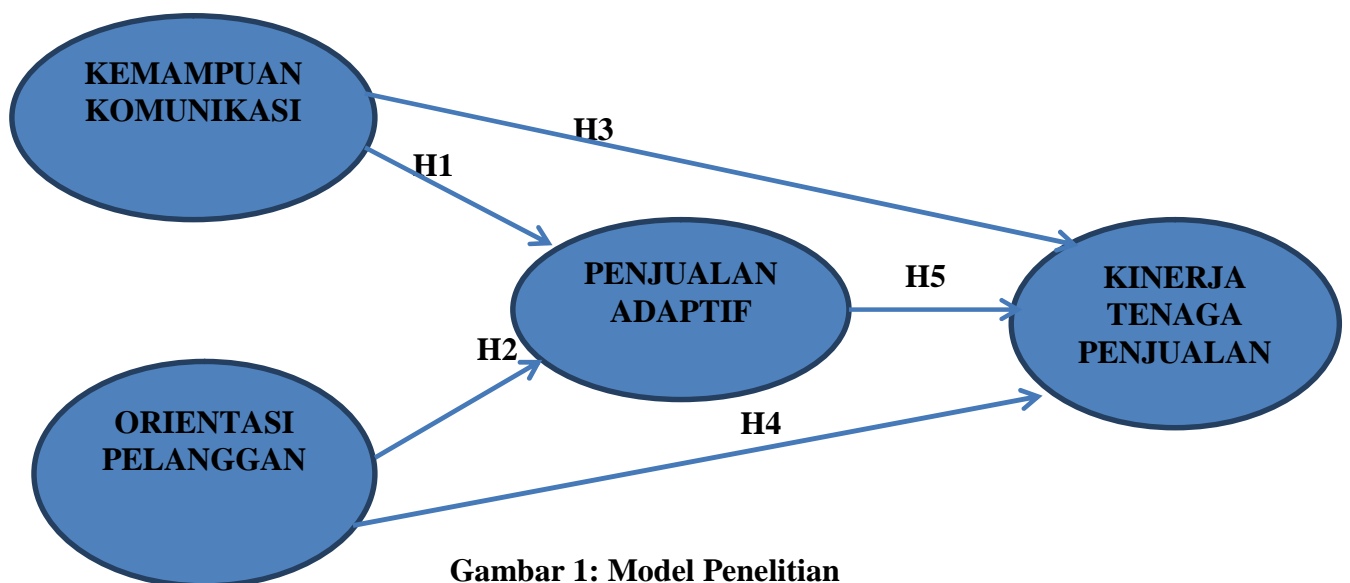 KEMAMPUAN
KOMUNIKASI
H3
H1
PENJUALAN
ADAPTIF
H5
KINERJA
TENAGA
PENJUALAN
H2
ORIENTASI
PELANGGAN
H4
Gambar 1: Model Penelitian